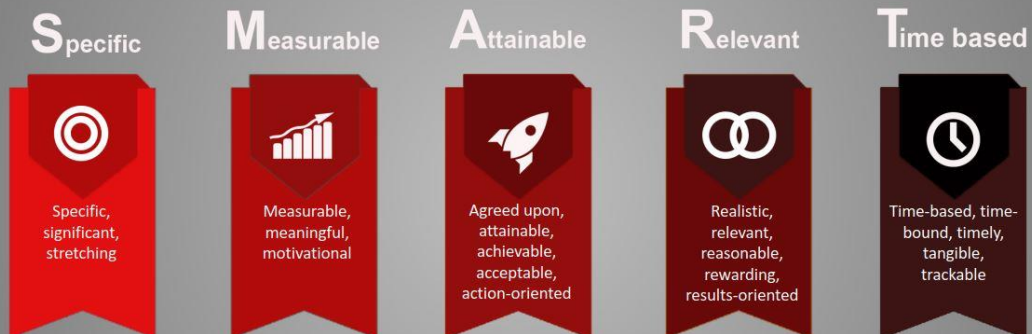 Specific
Measurable
Attainable
Relevant
Time based
Specific,
significant,
stretching
Measurable,
meaningful,
motivational
Agreed upon,
attainable,
achievable,
acceptable,
action-oriented
Realistic,
relevant,
reasonable,
rewarding,
results-oriented
Time-based, time-
bound, timely,
tangible,
trackable